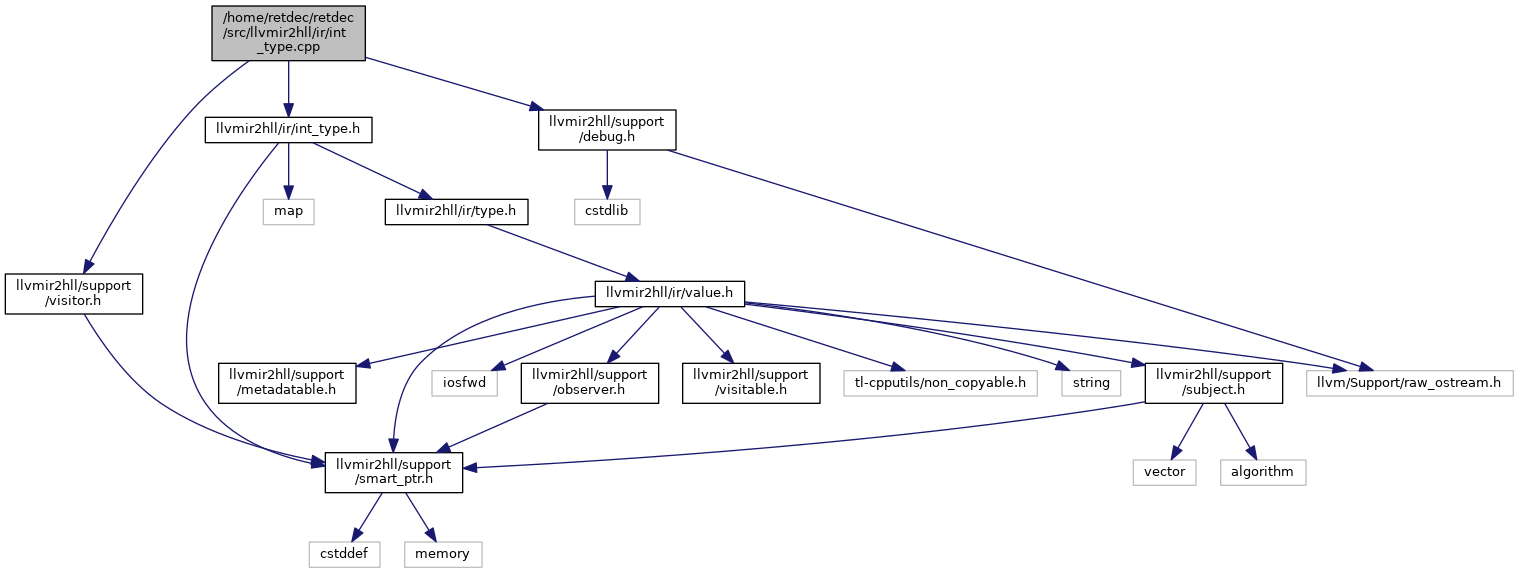 /home/retdec/retdec
/src/llvmir2hll/ir/int
_type.cpp
llvmir2hll/ir/int_type.h
llvmir2hll/support
/debug.h
map
llvmir2hll/ir/type.h
cstdlib
llvmir2hll/support
/visitor.h
llvmir2hll/ir/value.h
llvmir2hll/support
/metadatable.h
iosfwd
llvmir2hll/support
/observer.h
llvmir2hll/support
/visitable.h
tl-cpputils/non_copyable.h
string
llvmir2hll/support
/subject.h
llvm/Support/raw_ostream.h
llvmir2hll/support
/smart_ptr.h
vector
algorithm
cstddef
memory